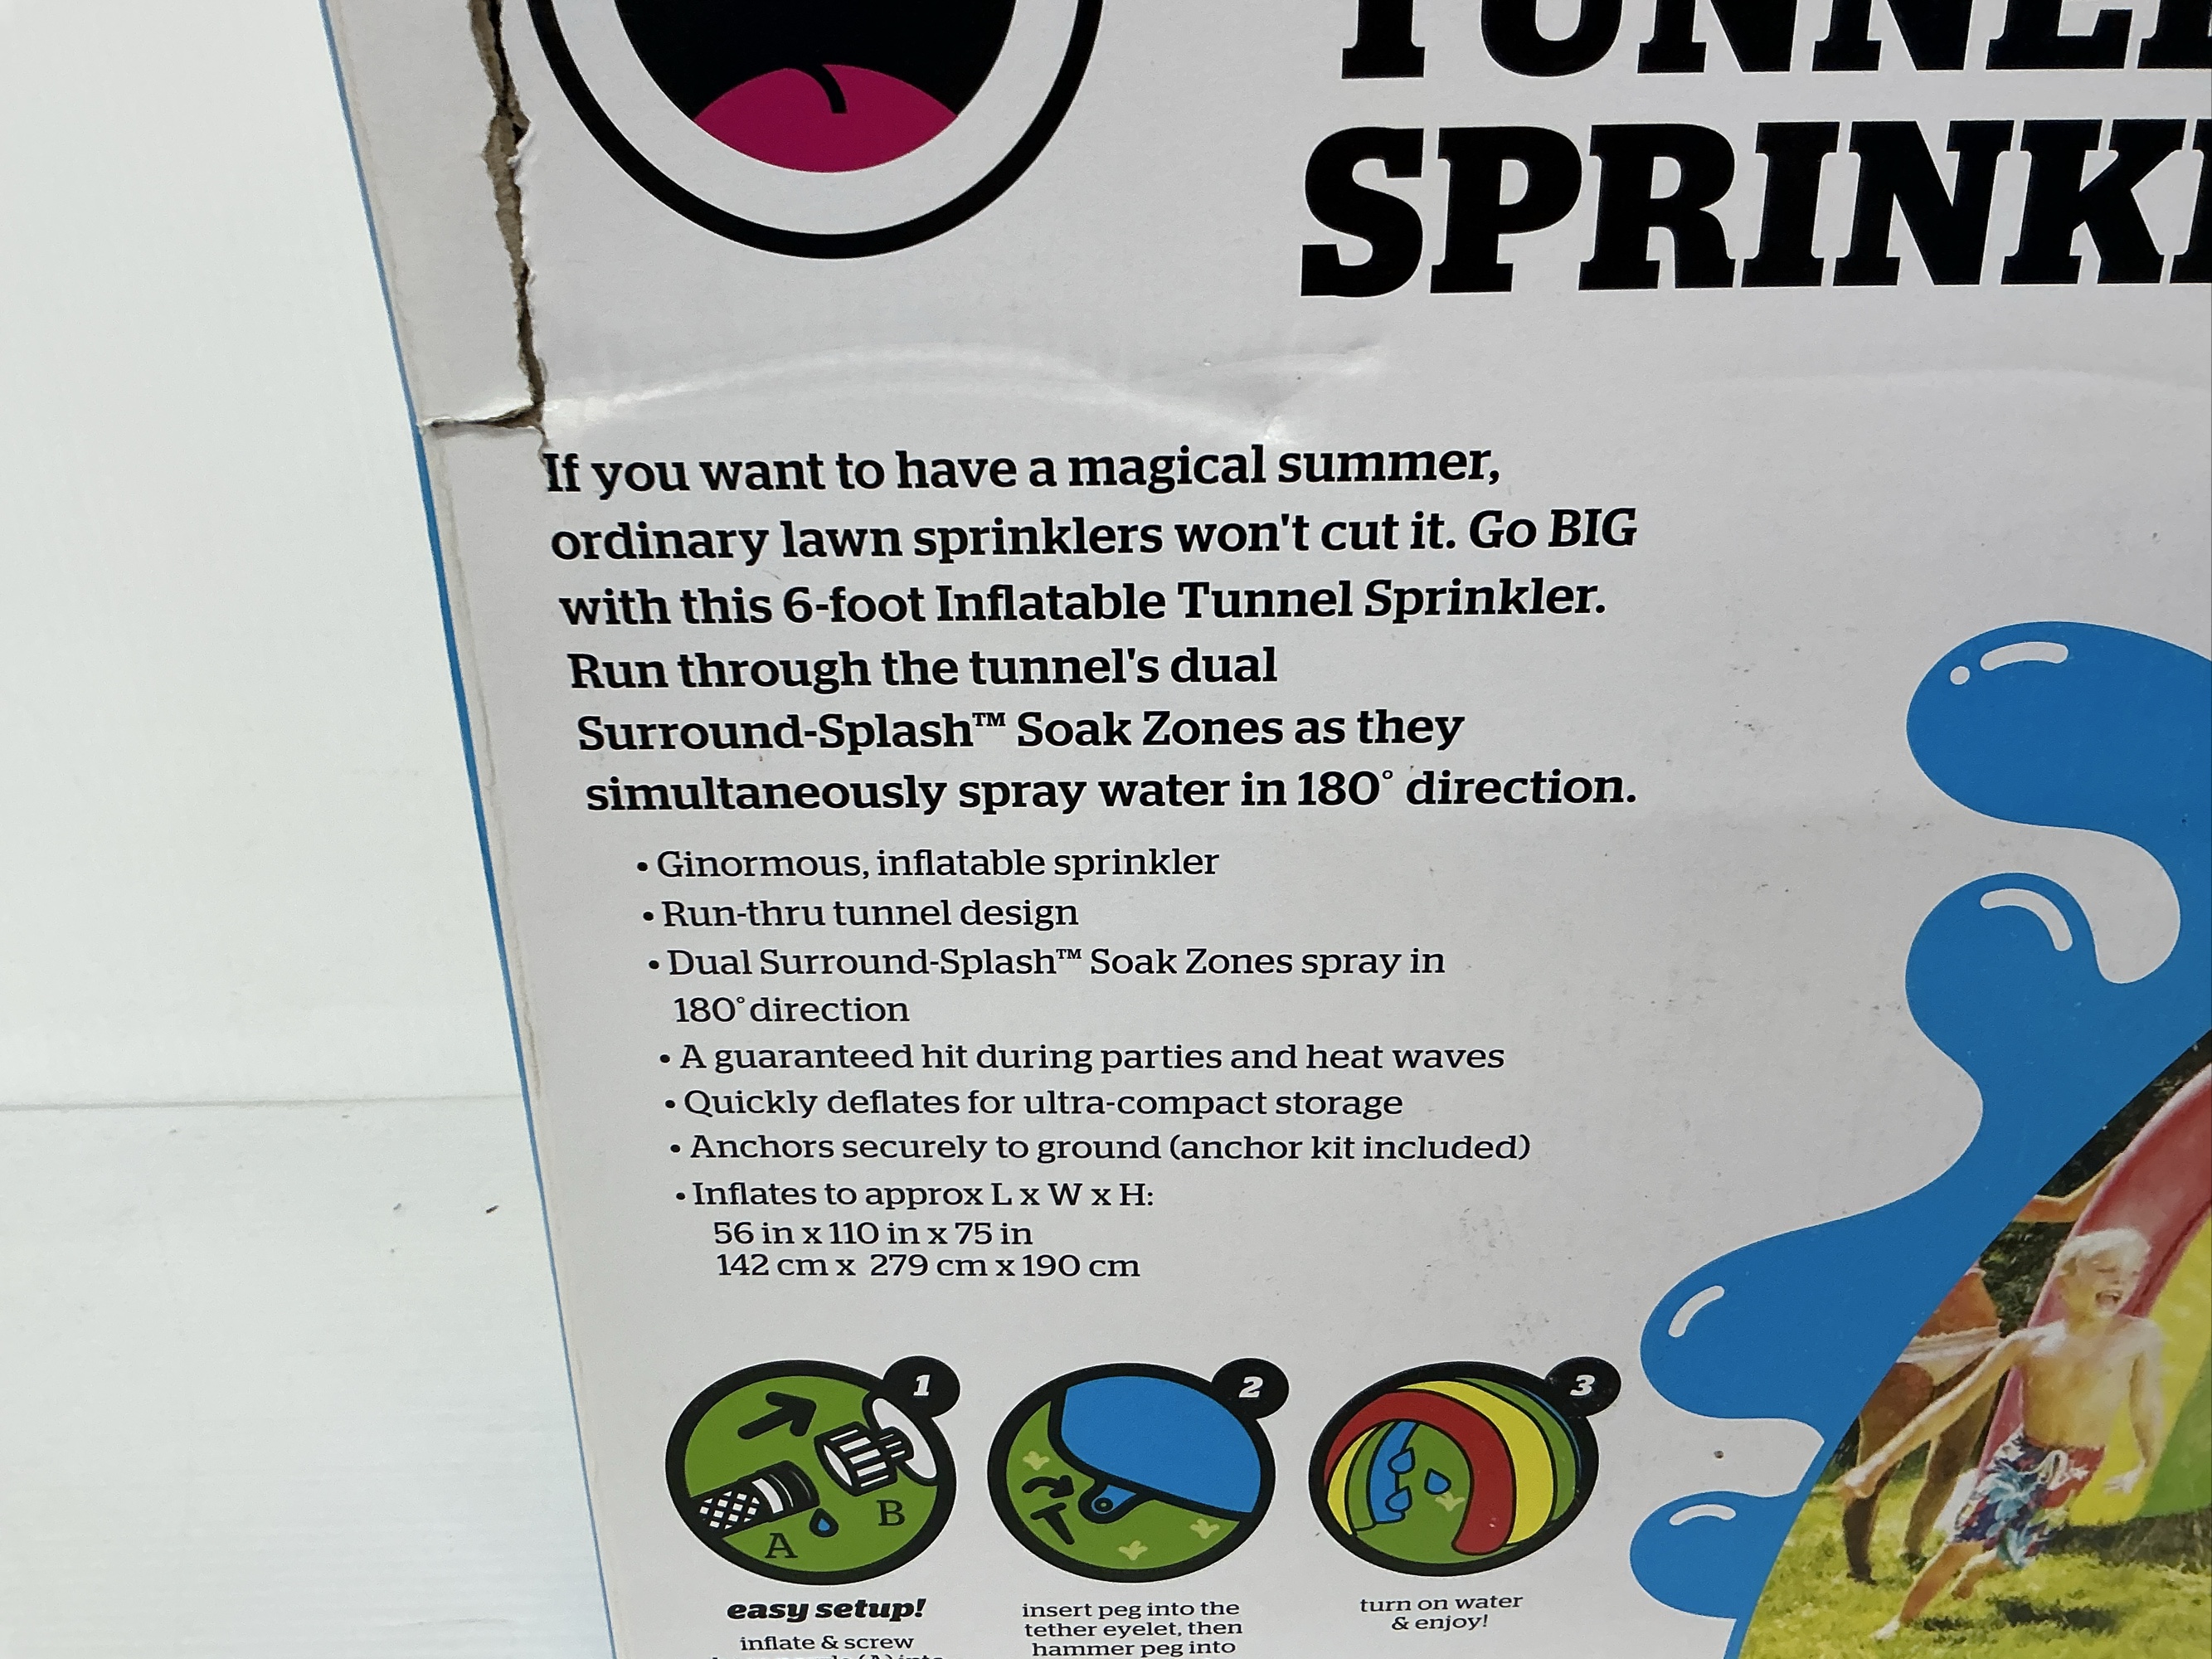 TUNNEL
SPRINK
If you want to have a magical summer,
ordinary lawn sprinklers won't cut it. Go BIG
with this 6-foot Inflatable Tunnel Sprinkler.
Run through the tunnel's dual
Surround-Splash™ Soak Zones as they
simultaneously spray water in 180° direction.
• Ginormous, inflatable sprinkler
• Run-thru tunnel design
• Dual Surround-Splash™ Soak Zones spray in
180° direction
• A guaranteed hit during parties and heat waves
• Quickly deflates for ultra-compact storage
• Anchors securely to ground (anchor kit included)
• Inflates to approx L x W x H:
56 in x 110 in x 75 in
142 cm x 279 cm x 190 cm
1
A
B
easy setup!
inflate & screw
2
insert peg into the
tether eyelet, then
hammer peg into
3
turn on water
& enjoy!